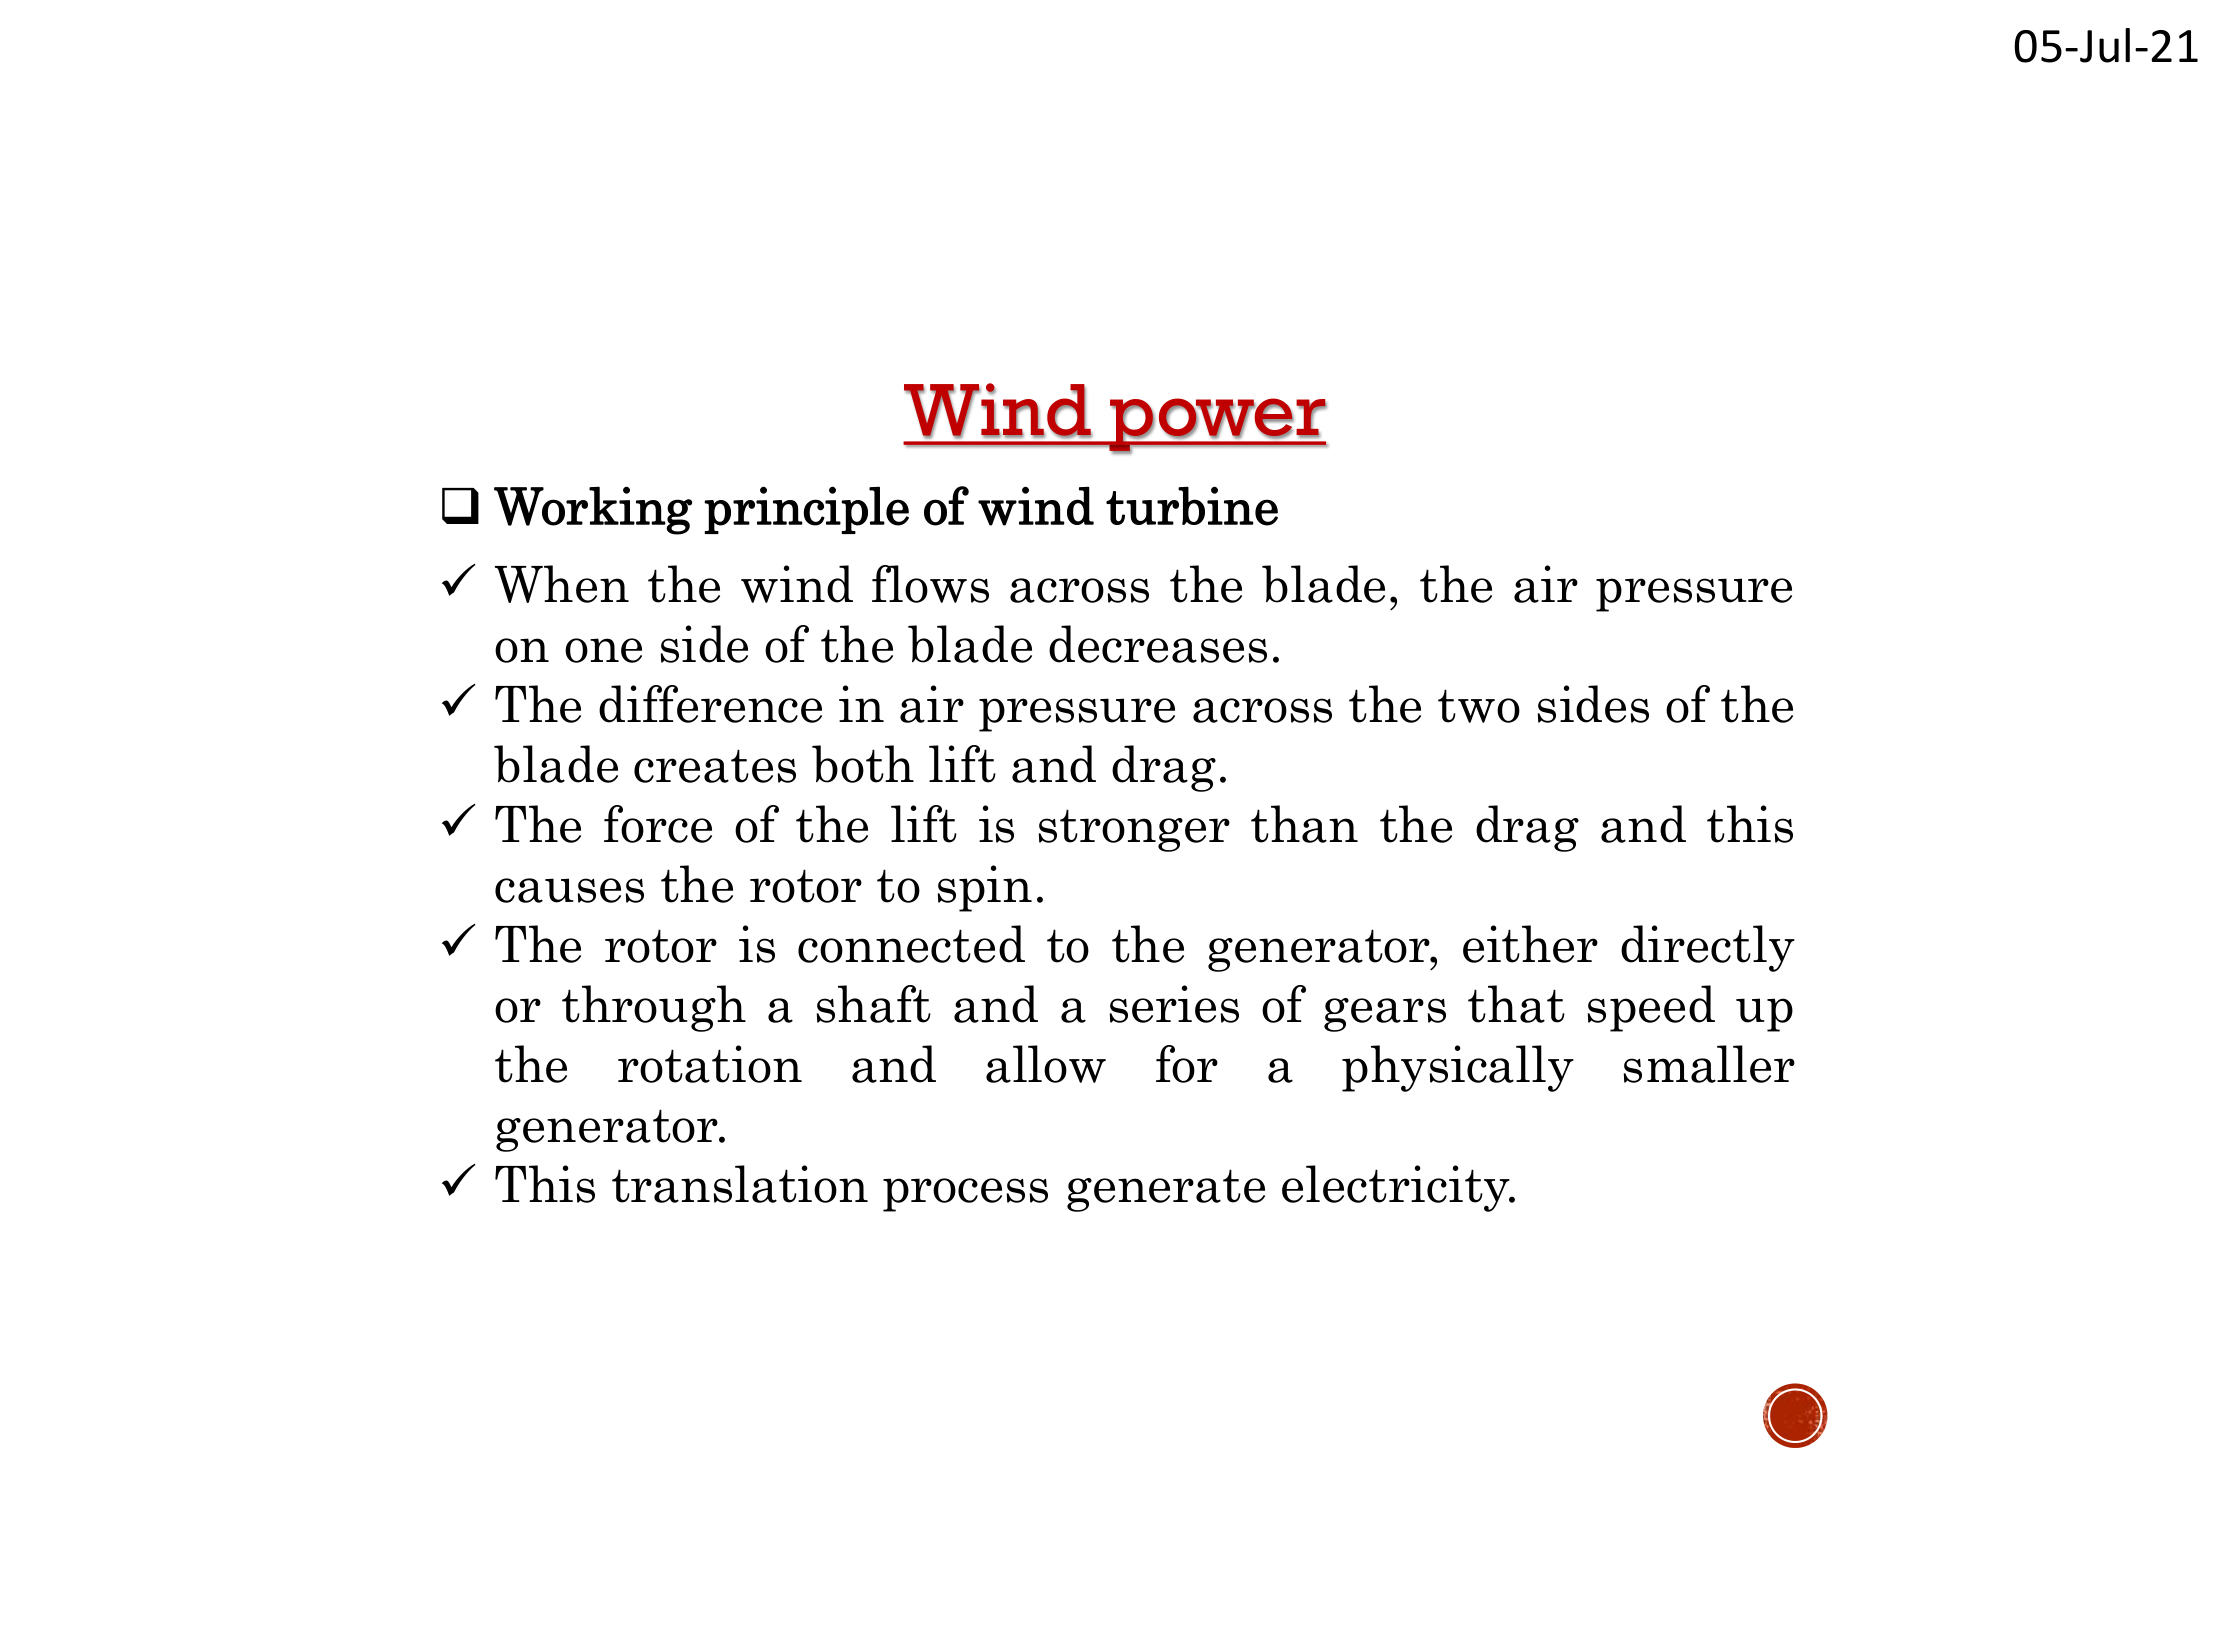 05-Jul-21
Wind power
❑ Working principle of wind turbine
✓ When the wind flows across the blade, the air pressure
on one side of the blade decreases.
✓ The difference in air pressure across the two sides of the
blade creates both lift and drag.
✓ The force of the lift is stronger than the drag and this
causes the rotor to spin.
✓ The rotor is connected to the generator, either directly
or through a shaft and a series of gears that speed up
the rotation and allow for a physically smaller
generator.
✓ This translation process generate electricity.